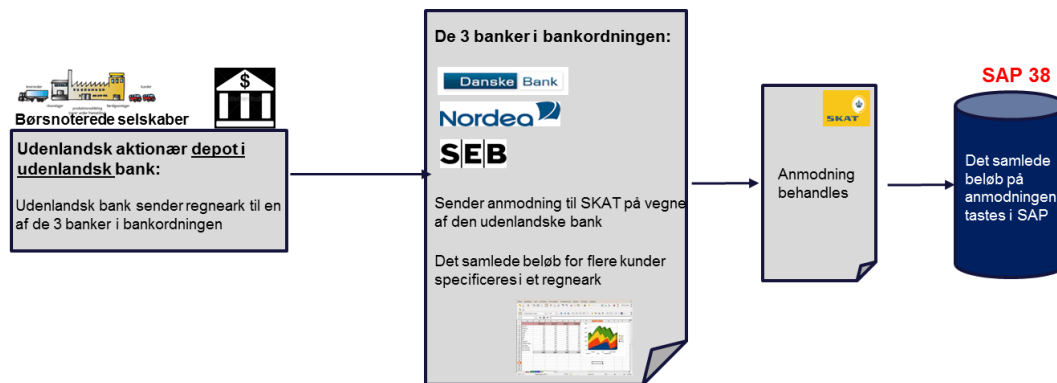 Børsnoterede selskaber
Udenlandsk aktionær depot i
udenlandsk bank:
Udenlandsk bank sender regneark til en
af de 3 banker i bankordningen
De 3 banker i bankordningen:
Danske Bank
Nordea
SEB
Sender anmodning til SKAT på vegne
af den udenlandske bank
Det samlede beløb for flere kunder
specificeres i et regneark
SKAT
Anmodning
behandles
SAP 38
Det samlede
beløb på
anmodningen
tastes i SAP